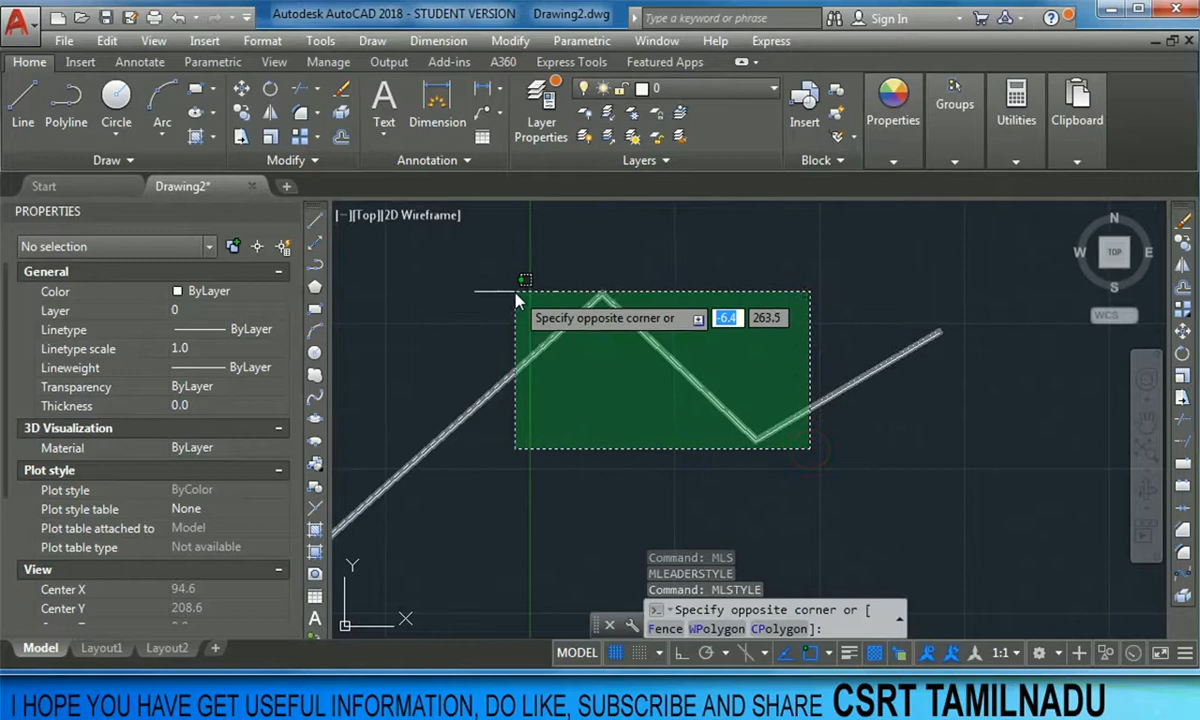 Autodesk AutoCAD 2018 - STUDENT VERSION Drawing2.dwg Type a keyword or phrase Sign In
File Edit View Insert Format Tools Draw Dimension Modify Parametric Window Help Express
Home Insert Annotate Parametric View Manage Output Add-ins A360 Express Tools Featured Apps
0
Line Polyline Circle Arc Text Dimension Layer Properties Insert Properties Groups Utilities Clipboard
Draw Modify Annotation Layers Block
Start Drawing2*
PROPERTIES
[−][Top][2D Wireframe]
No selection
General
Color ByLayer
Layer 0
Linetype ByLayer
Linetype scale 1.0
Lineweight ByLayer
Transparency ByLayer
Thickness 0.0
3D Visualization
Material ByLayer
Plot style
Plot style ByColor
Plot style table None
Plot table attached to Model
Plot table type Not available
View
Center X 94.6
Center Y 208.6
N
W TOP E
S
WCS
Specify opposite corner or -6.4 263.5
Y
X
Command: MLS
MLEADERSTYLE
Command: MLSTYLE
Specify opposite corner or [
Fence WPolygon CPolygon]:
Model Layout1 Layout2 +
MODEL 1:1
I HOPE YOU HAVE GET USEFUL INFORMATION, DO LIKE, SUBSCRIBE AND SHARE CSRT TAMILNADU